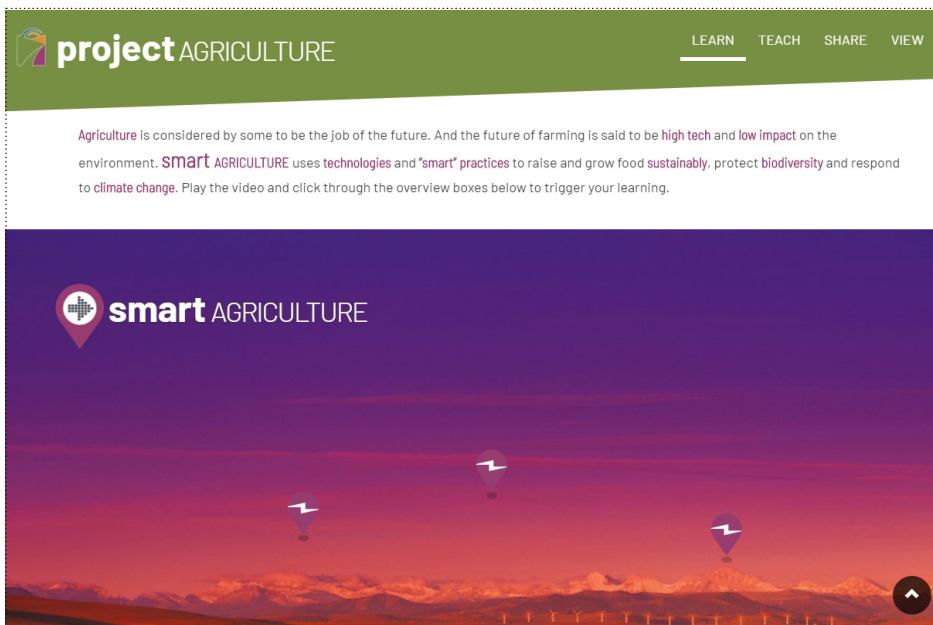 project AGRICULTURE
LEARN TEACH SHARE VIEW
Agriculture is considered by some to be the job of the future. And the future of farming is said to be high tech and low impact on the
environment. smart AGRICULTURE uses technologies and “smart” practices to raise and grow food sustainably, protect biodiversity and respond
to climate change. Play the video and click through the overview boxes below to trigger your learning.
smart AGRICULTURE